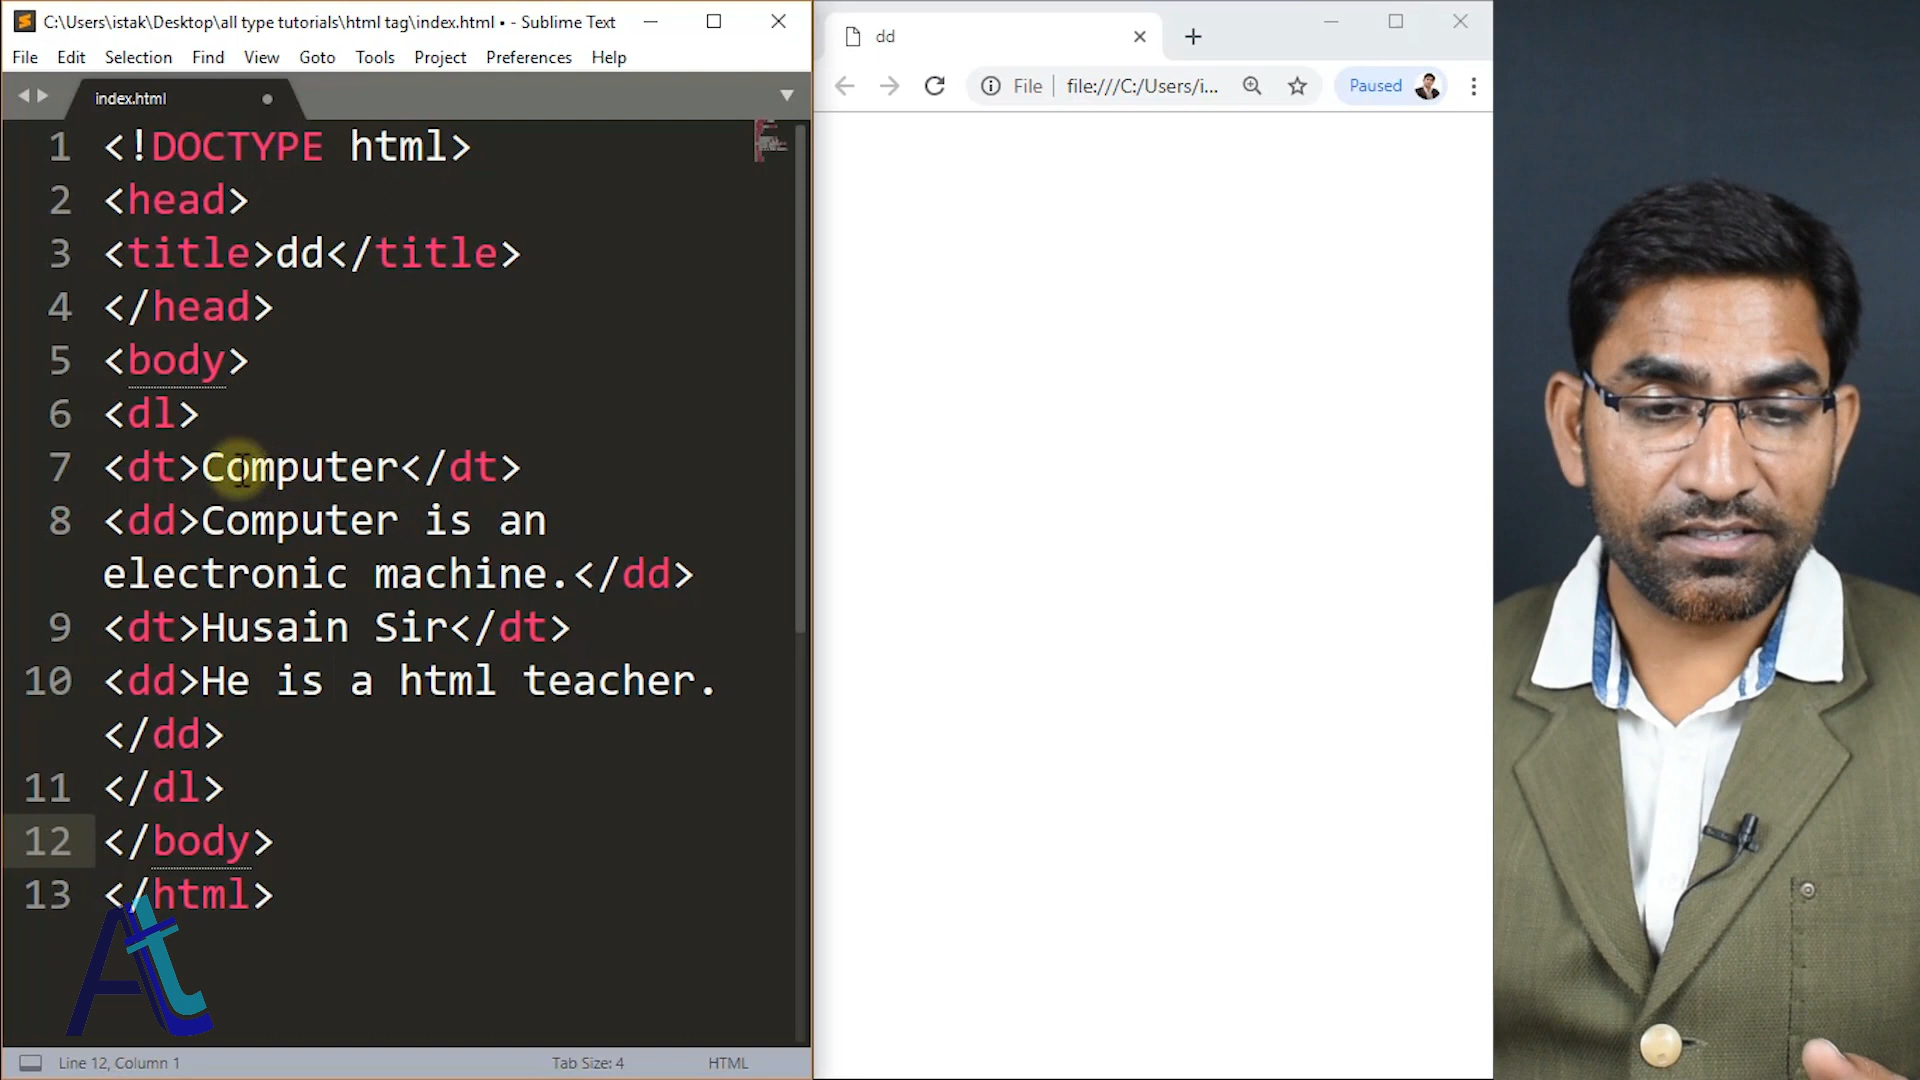 C:\Users\istak\Desktop\all type tutorials\html tag\index.html • - Sublime Text
File Edit Selection Find View Goto Tools Project Preferences Help
index.html
1 <!DOCTYPE html>
2 <head>
3 <title>dd</title>
4 </head>
5 <body>
6 <dl>
7 <dt>Computer</dt>
8 <dd>Computer is an
electronic machine.</dd>
9 <dt>Husain Sir</dt>
10 <dd>He is a html teacher.
</dd>
11 </dl>
12 </body>
13 </html>
At
Line 12, Column 1
Tab Size: 4
HTML
dd
File file:///C:/Users/i... Paused